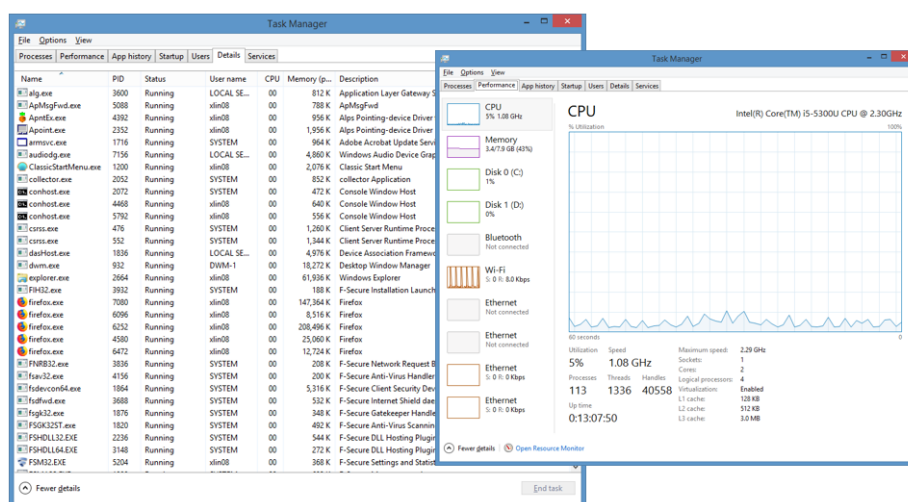 Task Manager
File Options View
Processes Performance App history Startup Users Details Services
Name PID Status User name CPU Memory (p... Description
alg.exe 3600 Running LOCAL SE... 00 812 K Application Layer Gateway S
ApMsgFwd.exe 5088 Running xlin08 00 788 K ApMsgFwd
ApntEx.exe 4392 Running xlin08 00 956 K Alps Pointing-device Driver
Apoint.exe 2352 Running xlin08 00 1,956 K Alps Pointing-device Driver
armsvc.exe 1716 Running SYSTEM 00 964 K Adobe Acrobat Update Servi
audiodg.exe 7156 Running LOCAL SE... 00 4,860 K Windows Audio Device Grap
ClassicStartMenu.exe 1200 Running xlin08 00 2,076 K Classic Start Menu
collector.exe 2052 Running SYSTEM 00 852 K collector Application
conhost.exe 2072 Running SYSTEM 00 472 K Console Window Host
conhost.exe 4468 Running xlin08 00 640 K Console Window Host
conhost.exe 5792 Running xlin08 00 556 K Console Window Host
csrss.exe 476 Running SYSTEM 00 1,260 K Client Server Runtime Proce
csrss.exe 552 Running SYSTEM 00 1,344 K Client Server Runtime Proce
dasHost.exe 1836 Running LOCAL SE... 00 4,976 K Device Association Framewo
dwm.exe 932 Running DWM-1 00 18,272 K Desktop Window Manager
explorer.exe 2664 Running xlin08 00 61,936 K Windows Explorer
FIH32.exe 3932 Running SYSTEM 00 188 K F-Secure Installation Launch
firefox.exe 7080 Running xlin08 00 147,364 K Firefox
firefox.exe 6096 Running xlin08 00 8,516 K Firefox
firefox.exe 6252 Running xlin08 00 208,496 K Firefox
firefox.exe 4580 Running xlin08 00 25,060 K Firefox
firefox.exe 6472 Running xlin08 00 12,724 K Firefox
FNRB32.exe 3836 Running SYSTEM 00 208 K F-Secure Network Request B
fsav32.exe 4156 Running SYSTEM 00 200 K F-Secure Anti-Virus Handler
fsdevcon64.exe 1864 Running SYSTEM 00 5,316 K F-Secure Client Security Dev
fsdfwd.exe 3688 Running SYSTEM 00 532 K F-Secure Internet Shield dae
fsgk32.exe 1876 Running SYSTEM 00 348 K F-Secure Gatekeeper Handle
FSGK32ST.exe 1820 Running SYSTEM 00 492 K F-Secure Anti-Virus Scannin
FSHDLL32.EXE 2236 Running SYSTEM 00 544 K F-Secure DLL Hosting Plugin
FSHDLL64.EXE 3148 Running SYSTEM 00 272 K F-Secure DLL Hosting Plugin
FSM32.EXE 5204 Running xlin08 00 368 K F-Secure Settings and Statist
Fewer details End task
Task Manager
File Options View
Processes Performance App history Startup Users Details Services
CPU
5% 1.08 GHz
Memory
3.4/7.9 GB (43%)
Disk 0 (C:)
1%
Disk 1 (D:)
0%
Bluetooth
Not connected
Wi-Fi
S: 0 R: 8.0 Kbps
Ethernet
Not connected
Ethernet
Not connected
Ethernet
S: 0 R: 0 Kbps
Ethernet
S: 0 R: 0 Kbps
CPU Intel(R) Core(TM) i5-5300U CPU @ 2.30GHz
% Utilization 100%
60 seconds 0
Utilization Speed
5% 1.08 GHz
Processes Threads Handles
113 1336 40558
Up time
0:13:07:50
Maximum speed: 2.29 GHz
Sockets: 1
Cores: 2
Logical processors: 4
Virtualization: Enabled
L1 cache: 128 KB
L2 cache: 512 KB
L3 cache: 3.0 MB
Fewer details Open Resource Monitor